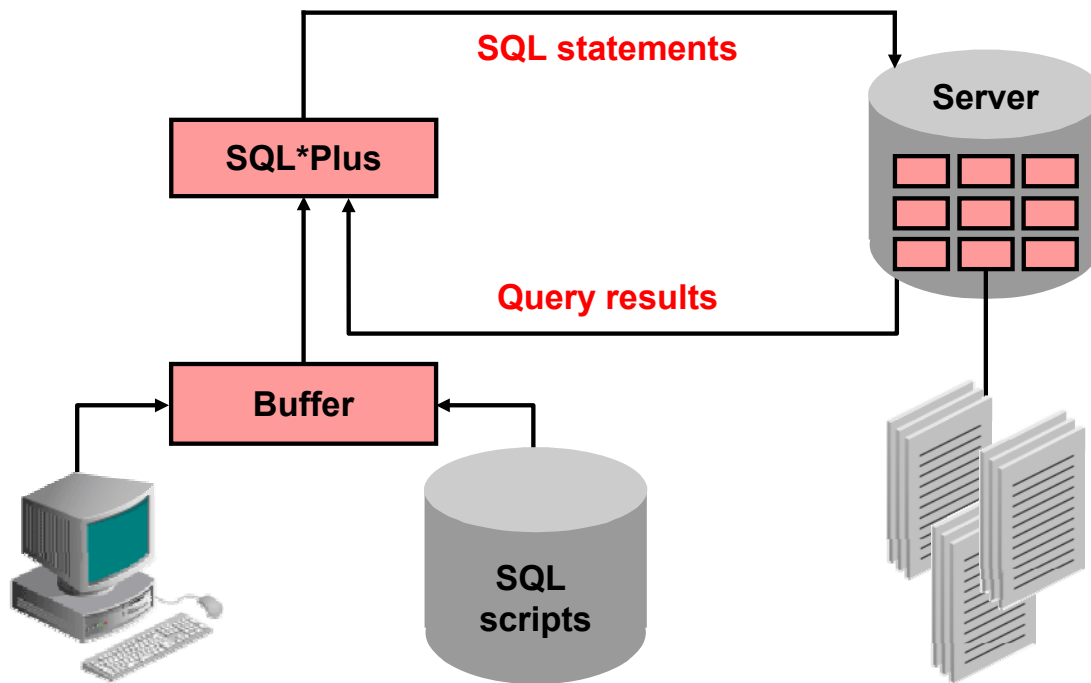 SQL statements
Server
SQL*Plus
Query results
Buffer
SQL
scripts